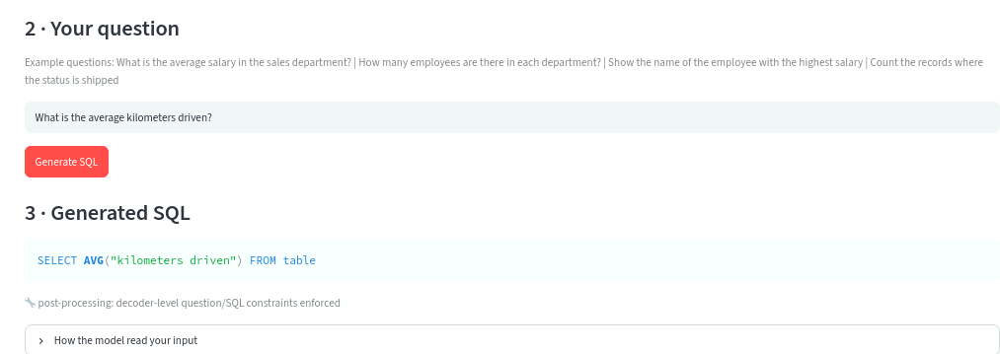 2 · Your question
Example questions: What is the average salary in the sales department? | How many employees are there in each department? | Show the name of the employee with the highest salary | Count the records where
the status is shipped
What is the average kilometers driven?
Generate SQL
3 · Generated SQL
SELECT AVG("kilometers driven") FROM table
🔧 post-processing: decoder-level question/SQL constraints enforced
How the model read your input